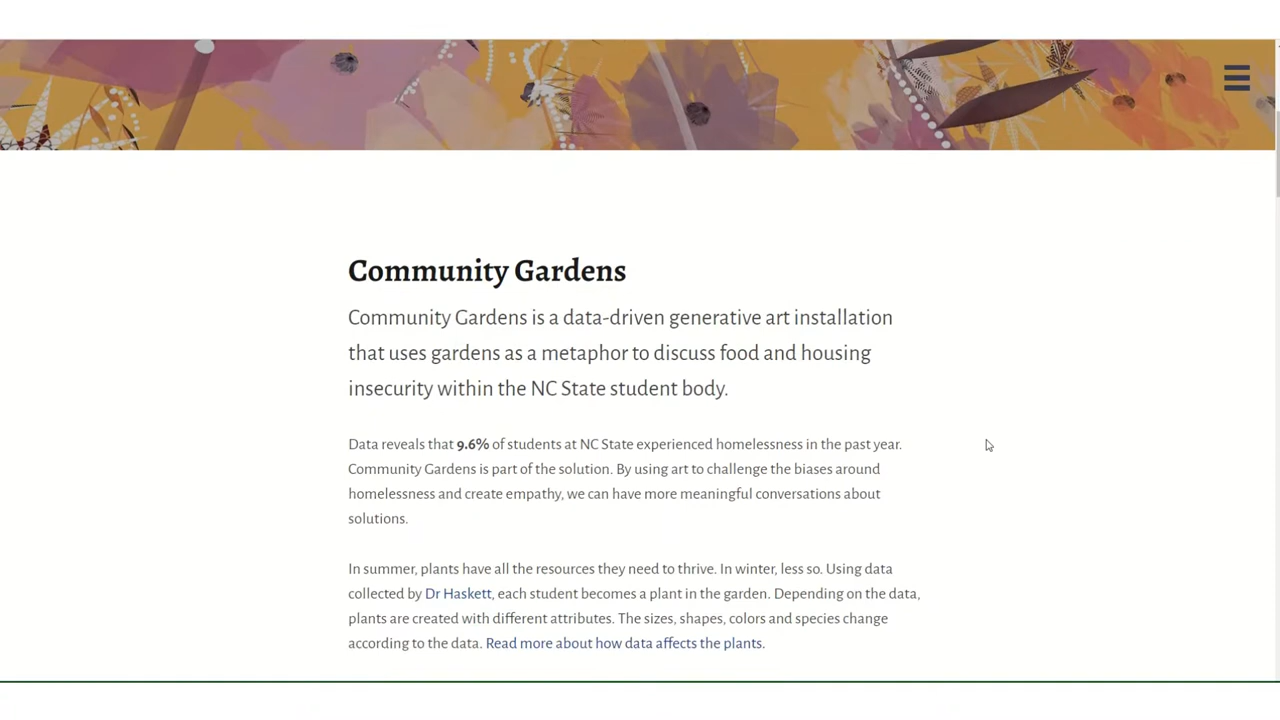 Community Gardens
Community Gardens is a data-driven generative art installation
that uses gardens as a metaphor to discuss food and housing
insecurity within the NC State student body.
Data reveals that 9.6% of students at NC State experienced homelessness in the past year.
Community Gardens is part of the solution. By using art to challenge the biases around
homelessness and create empathy, we can have more meaningful conversations about
solutions.
In summer, plants have all the resources they need to thrive. In winter, less so. Using data
collected by Dr Haskett, each student becomes a plant in the garden. Depending on the data,
plants are created with different attributes. The sizes, shapes, colors and species change
according to the data. Read more about how data affects the plants.